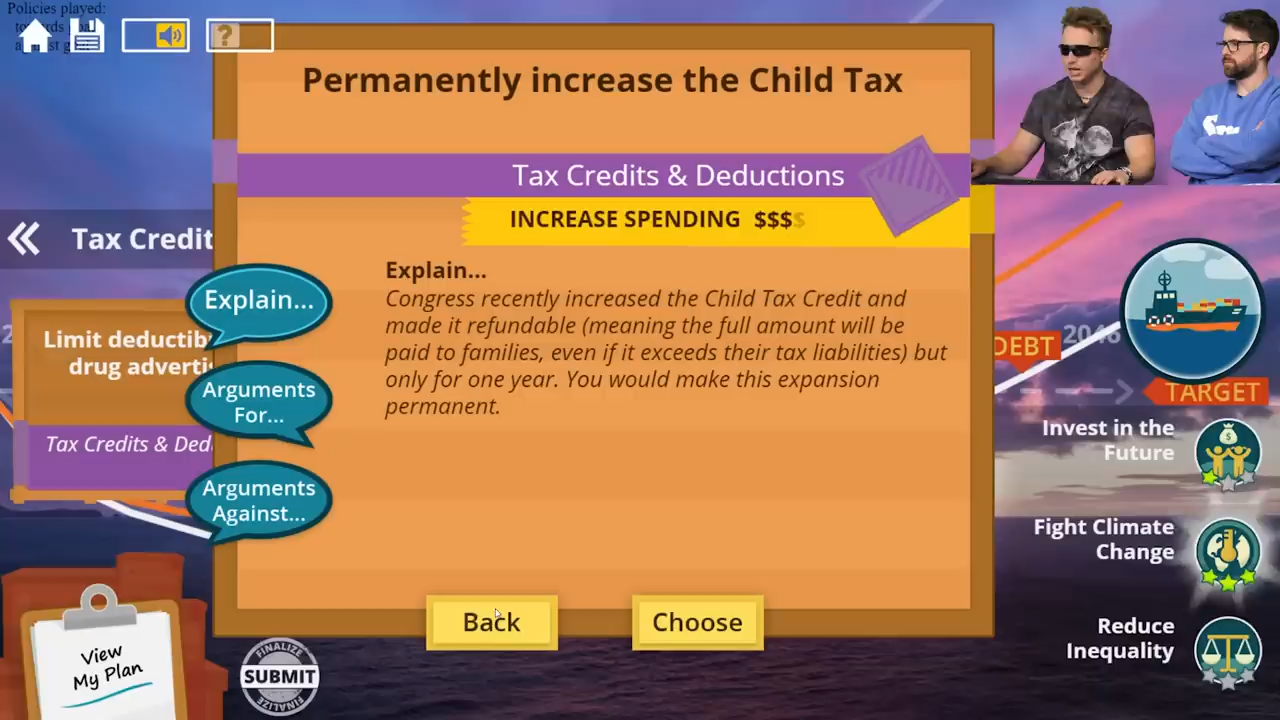 Policies played:
Permanently increase the Child Tax
Tax Credits & Deductions
INCREASE SPENDING $$$$
Explain...
Congress recently increased the Child Tax Credit and
made it refundable (meaning the full amount will be
paid to families, even if it exceeds their tax liabilities) but
only for one year. You would make this expansion
permanent.
Tax Credit
Limit deductib
drug adverti
Tax Credits & Ded
Explain...
Arguments
For...
Arguments
Against...
Back
Choose
View
My Plan
FINALIZE
SUBMIT
FINALIZE
DEBT
TARGET
Invest in the
Future
Fight Climate
Change
Reduce
Inequality